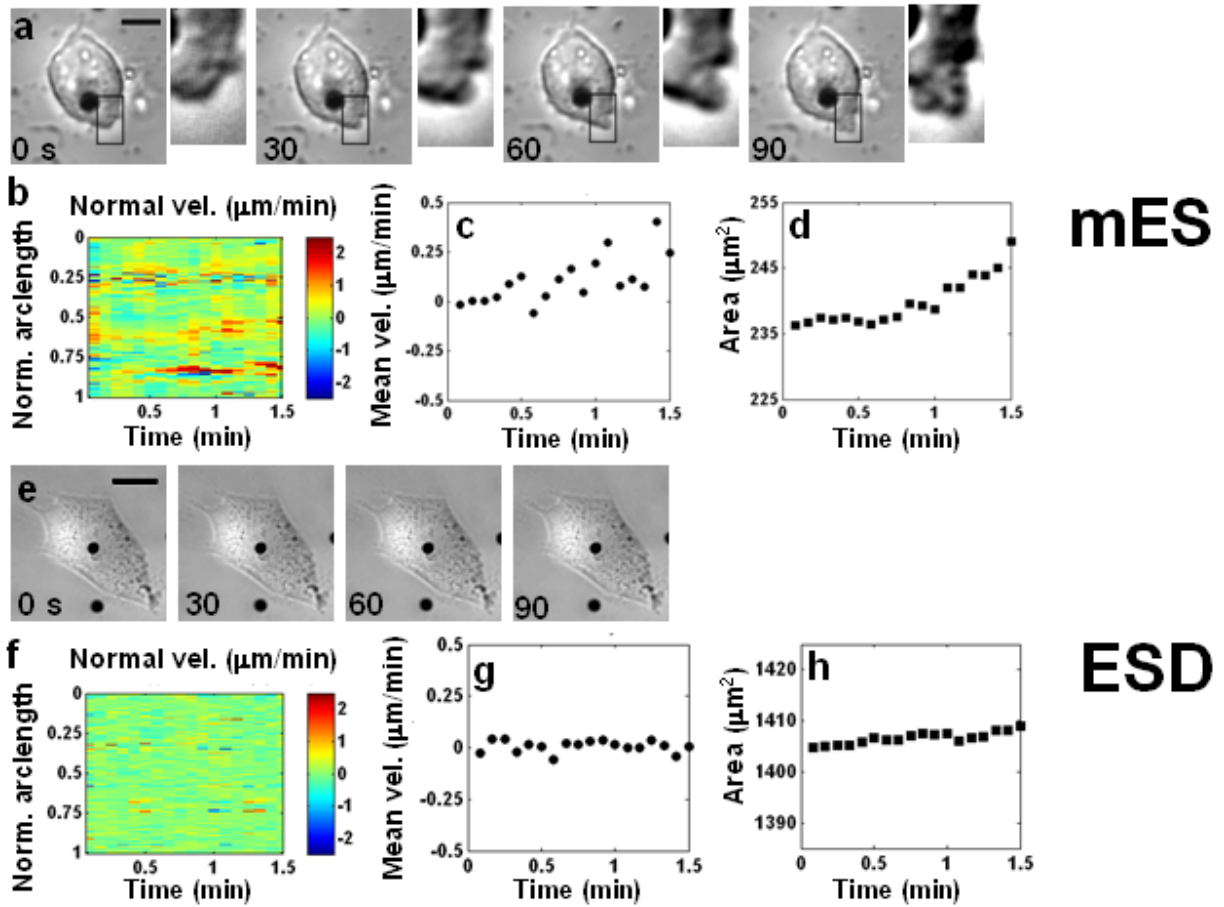 a
0 s
30
60
90
mES
b
Normal vel. (μm/min)
Norm. arclength
0
0.25
0.5
0.75
1
0.5
1
1.5
Time (min)
2
1
0
-1
-2
c
Mean vel. (μm/min)
0.5
0.25
0
-0.25
-0.5
0
0.5
1
1.5
Time (min)
d
Area (μm²)
255
245
235
225
0
0.5
1
1.5
Time (min)
e
0 s
30
60
90
ESD
f
Normal vel. (μm/min)
Norm. arclength
0
0.25
0.5
0.75
1
0.5
1
1.5
Time (min)
2
1
0
-1
-2
g
Mean vel. (μm/min)
0.5
0.25
0
-0.25
-0.5
0
0.5
1
1.5
Time (min)
h
Area (μm²)
1420
1410
1400
1390
0
0.5
1
1.5
Time (min)